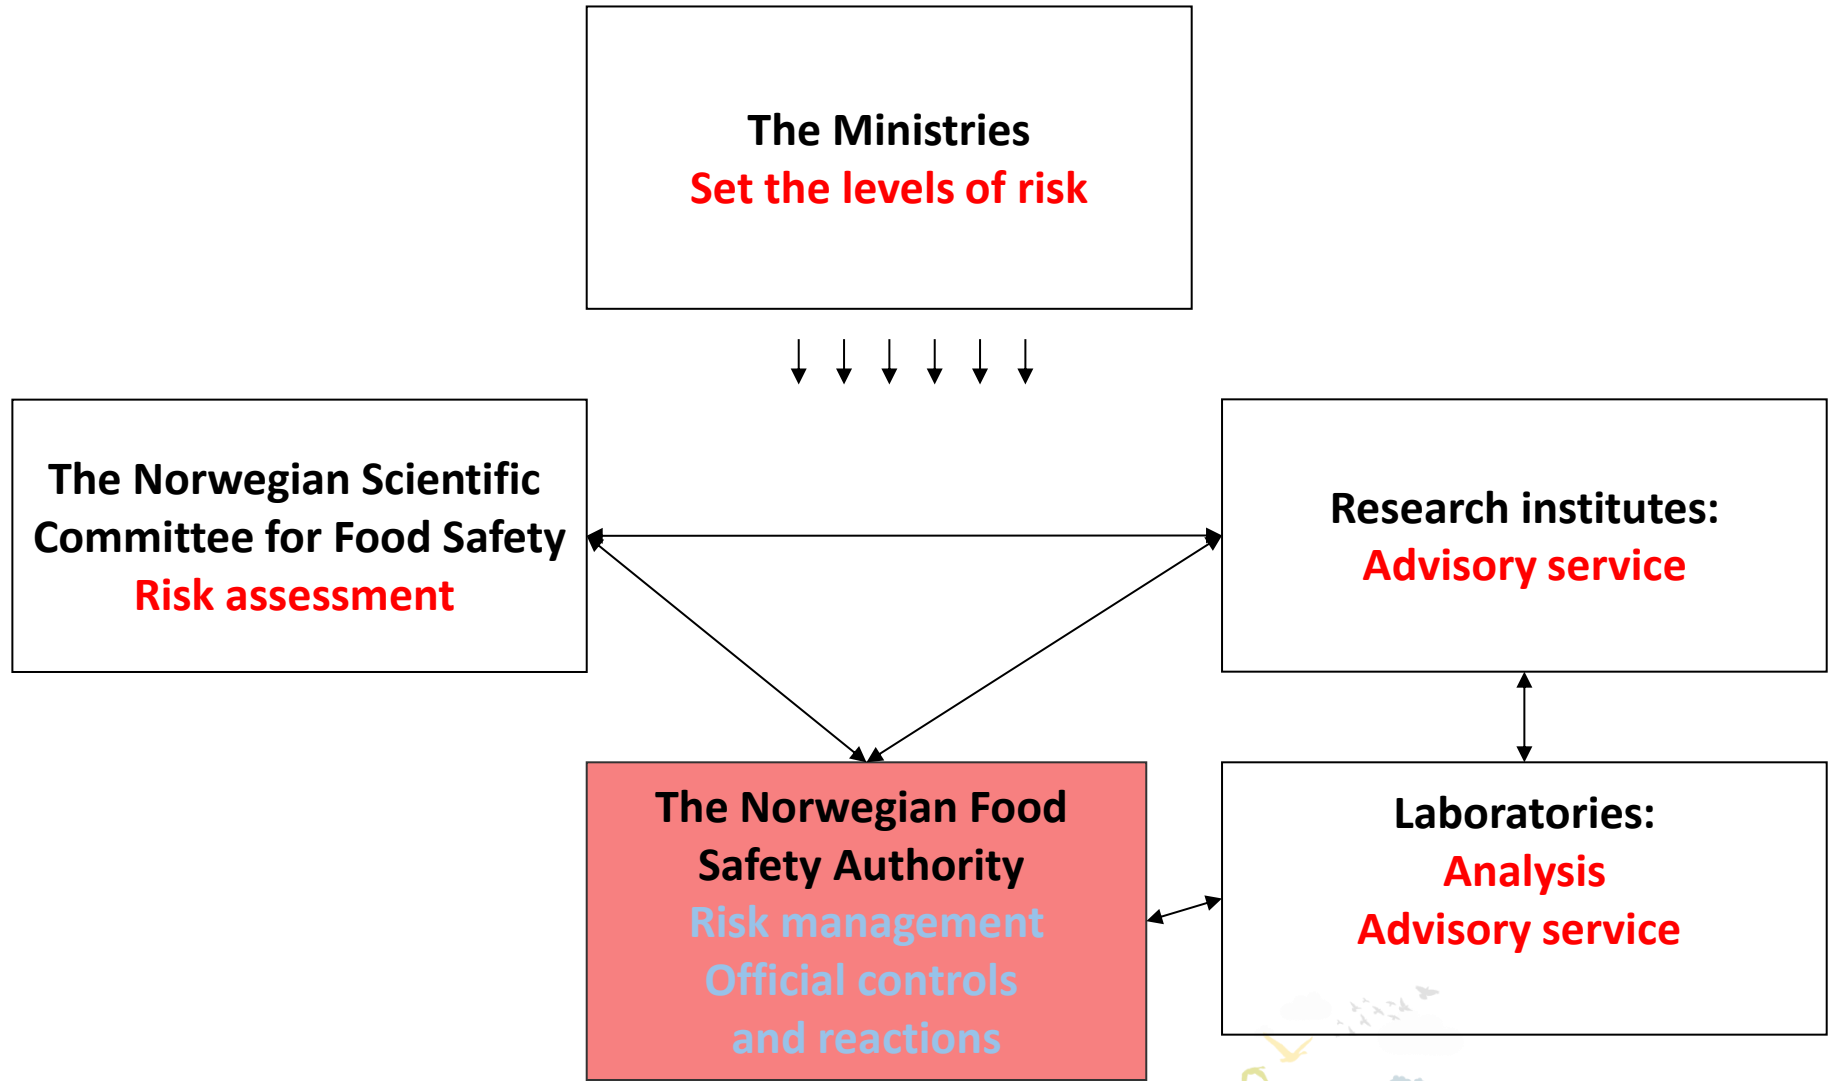 The Ministries
Set the levels of risk
The Norwegian Scientific
Committee for Food Safety
Risk assessment
Research institutes:
Advisory service
The Norwegian Food
Safety Authority
Risk management
Official controls
and reactions
Laboratories:
Analysis
Advisory service